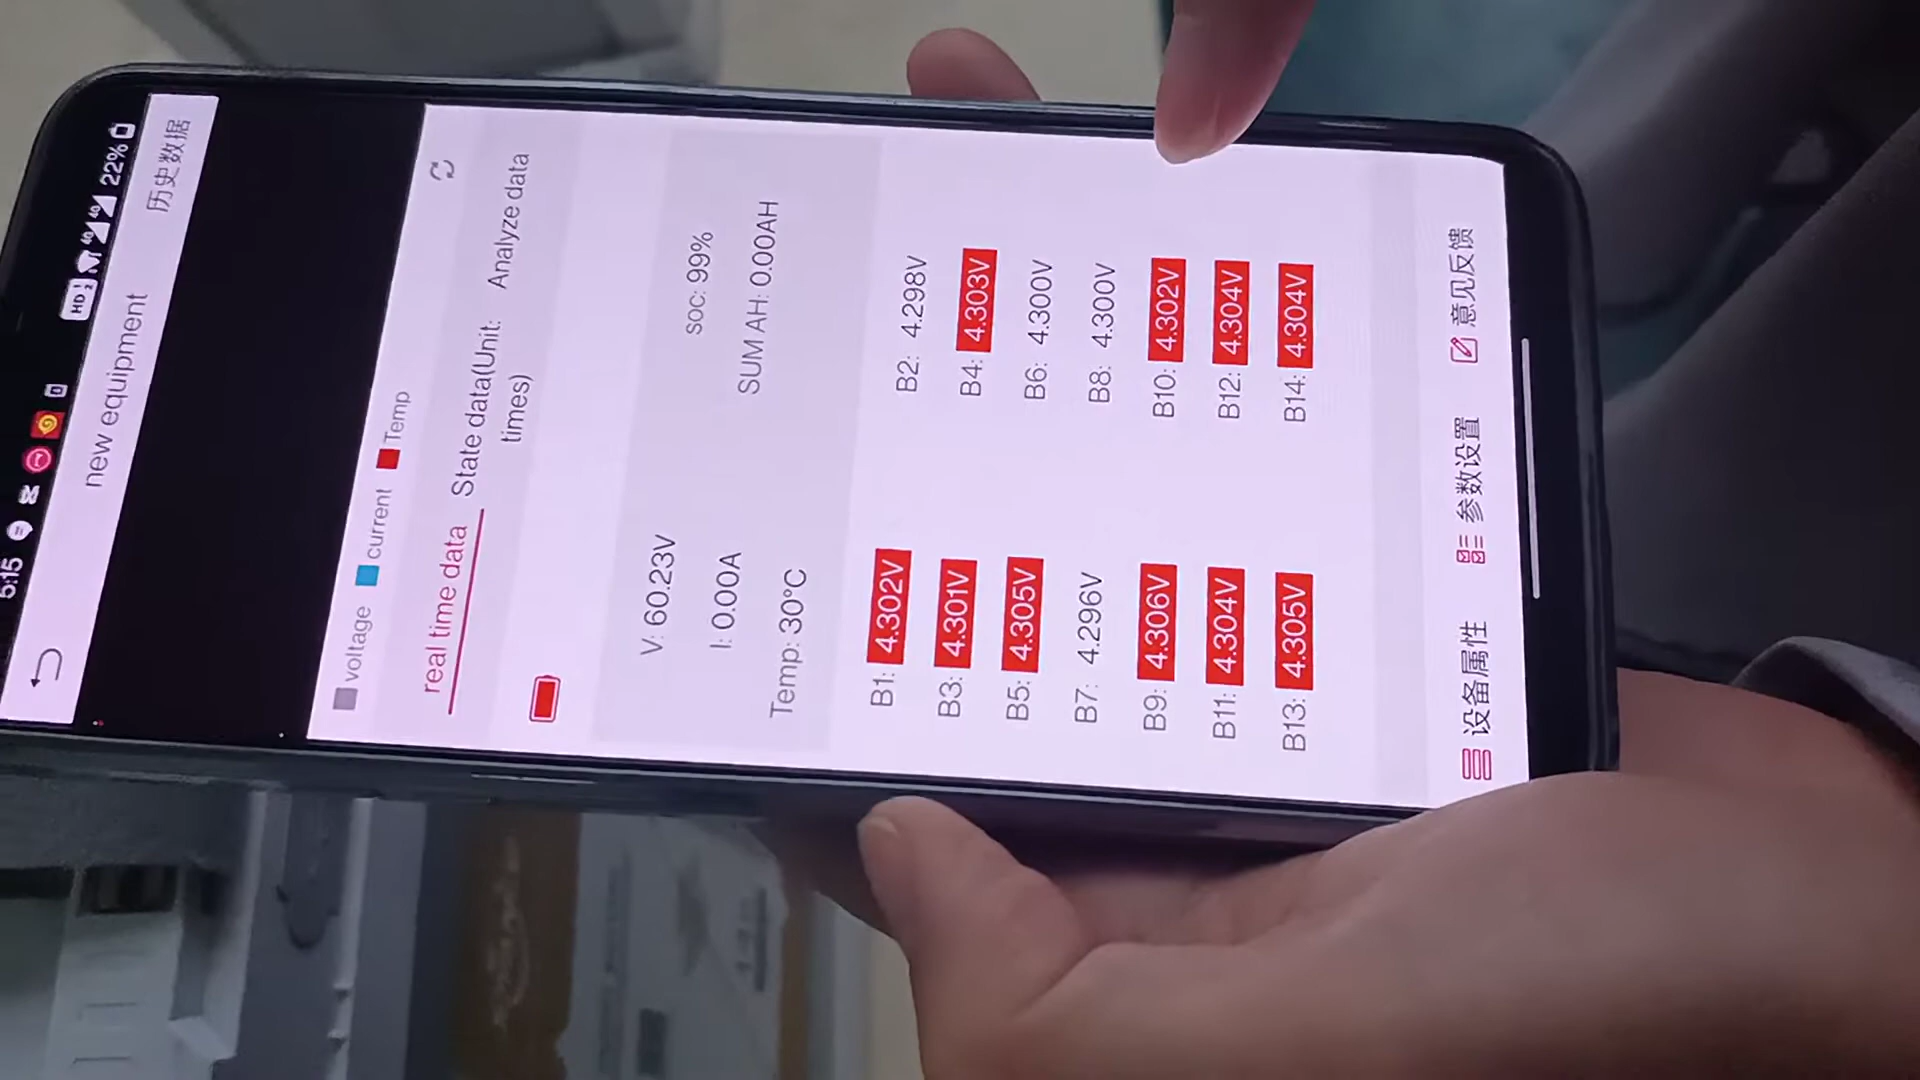 5:15 HD 4G 4G 22%
new equipment 历史数据
voltage current Temp
real time data State data(Unit: times) Analyze data
V: 60.23V soc: 99%
I: 0.00A SUM AH: 0.00AH
Temp: 30°C
B1: 4.302V B2: 4.298V
B3: 4.301V B4: 4.303V
B5: 4.305V B6: 4.300V
B7: 4.296V B8: 4.300V
B9: 4.306V B10: 4.302V
B11: 4.304V B12: 4.304V
B13: 4.305V B14: 4.304V
设备属性 参数设置 意见反馈